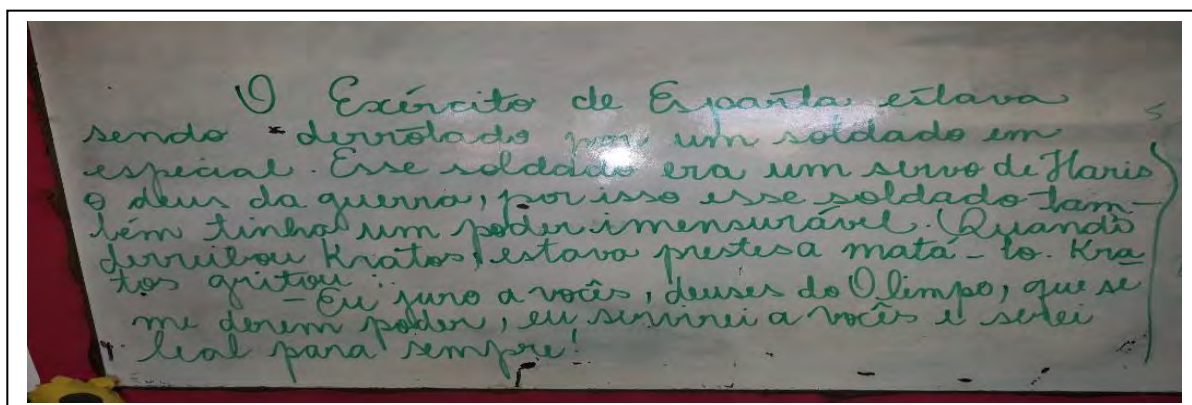 O Exército de Esparta estava
sendo derrotado por um soldado em
especial. Esse soldado era um servo de Haris
o deus da guerra, por isso esse soldado tam-
bém tinha um poder imensurável. Quando
derruibou Kratos, estava prestes a matá-lo. Kra
tos gritou:
-Eu juro a vocês, deuses do Olimpo, que se
me derem poder, eu servirei a vocês e serei
leal para sempre!